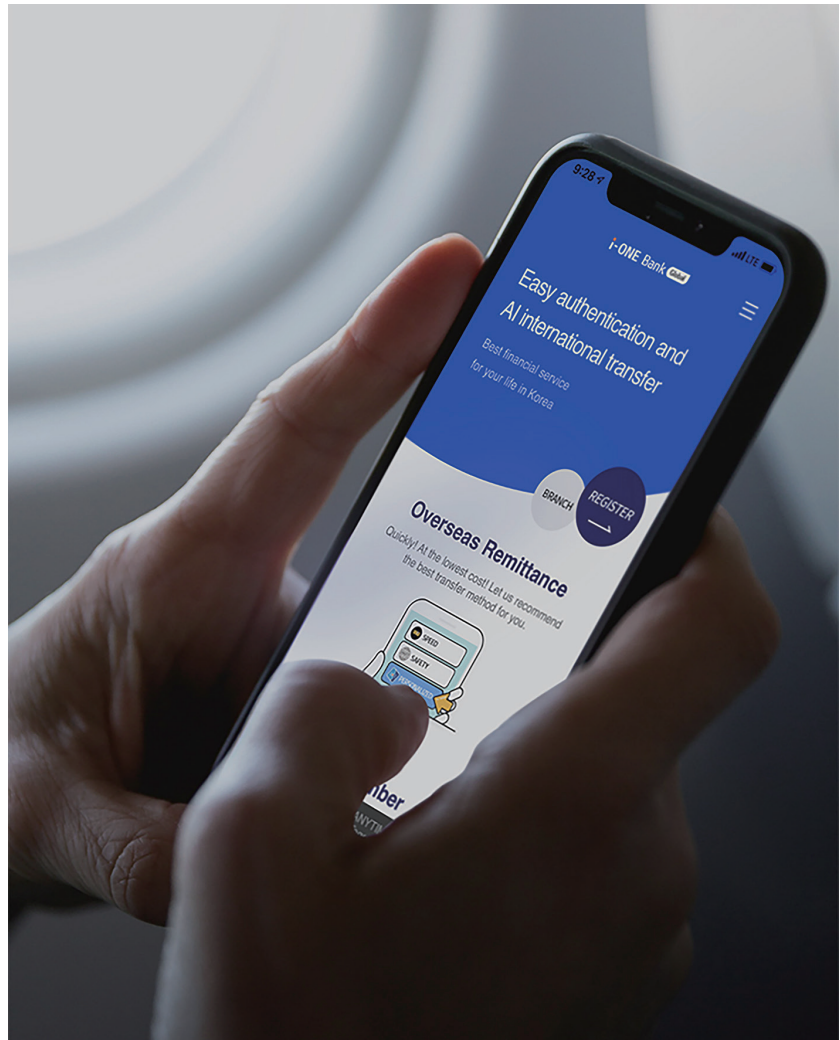 9:28
LTE
i-ONE Bank Global
Easy authentication and
AI international transfer
Best financial service
for your life in Korea
BRANCH
REGISTER
Overseas Remittance
Quickly! At the lowest cost! Let us recommend
the best transfer method for you.
SPEED
SAFETY
PERSONALIZED